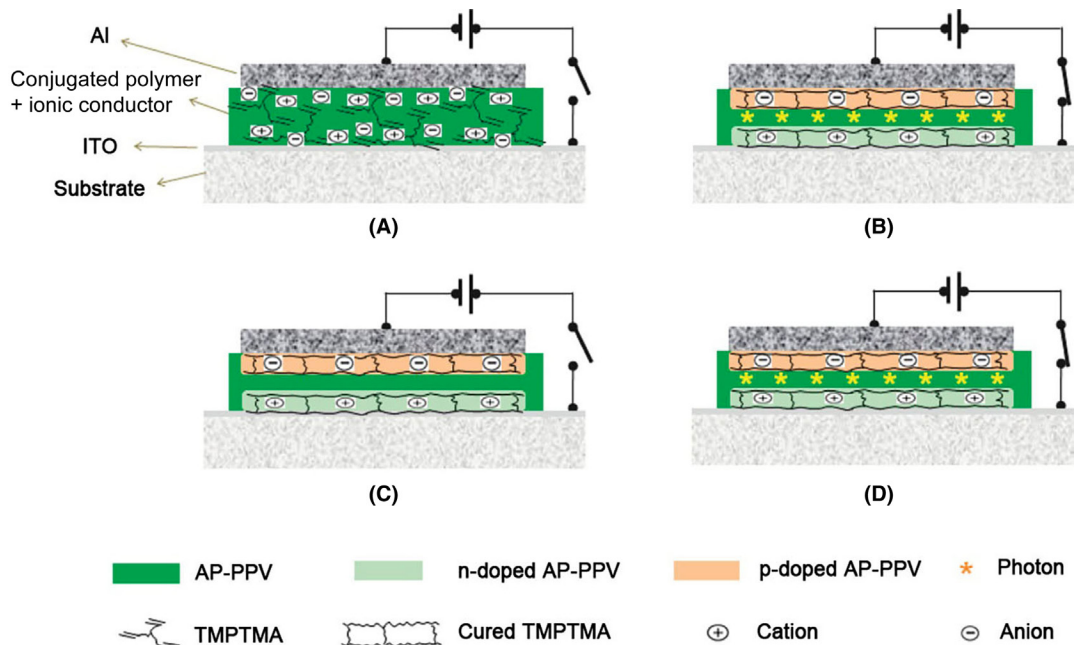 Al
Conjugated polymer
+ ionic conductor
ITO
Substrate
(A)
(B)
(C)
(D)
AP-PPV
n-doped AP-PPV
p-doped AP-PPV
Photon
TMPTMA
Cured TMPTMA
Cation
Anion